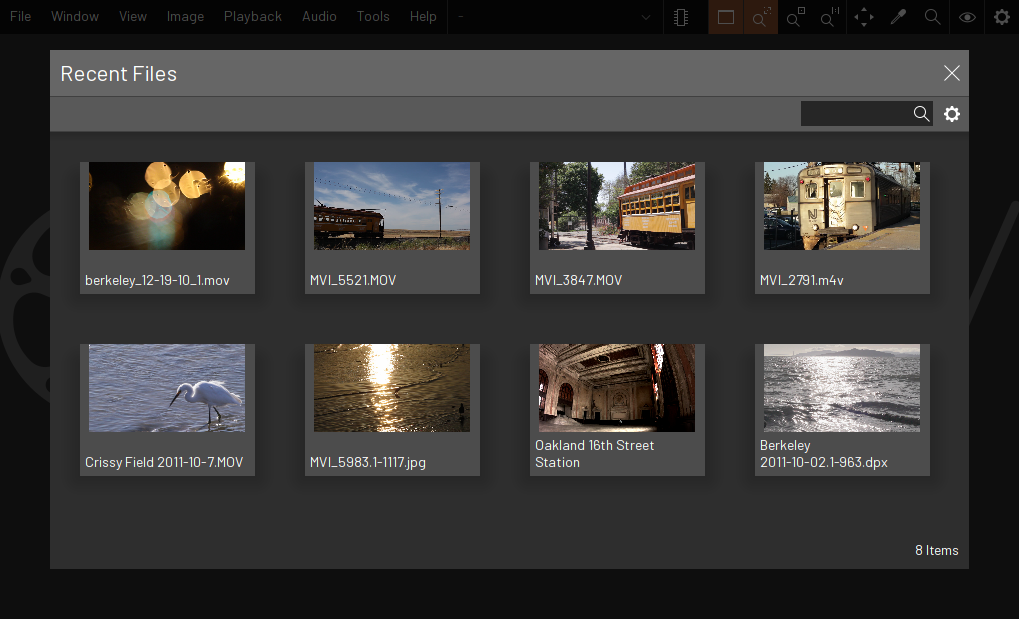 File Window View Image Playback Audio Tools Help -
Recent Files
berkeley_12-19-10_1.mov
MVI_5521.MOV
MVI_3847.MOV
MVI_2791.m4v
Crissy Field 2011-10-7.MOV
MVI_5983.1-1117.jpg
Oakland 16th Street
Station
Berkeley
2011-10-02.1-963.dpx
8 Items